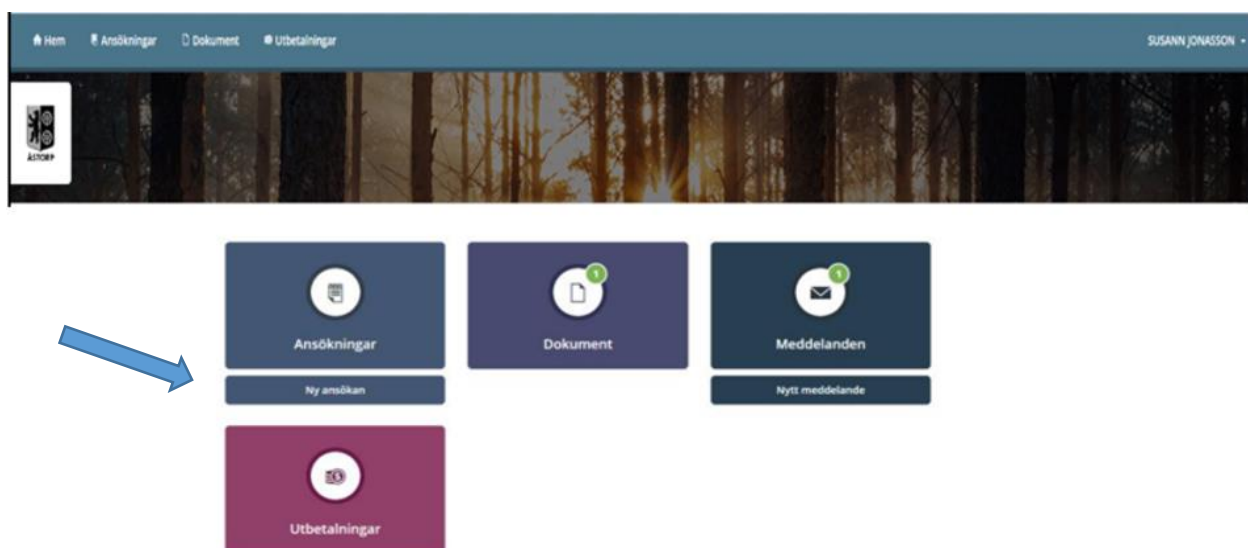 Hem Ansökningar Dokument Utbetalningar SUSANN JONASSON
ÅSTORP
1 1
Ansökningar Dokument Meddelanden
Ny ansökan Nytt meddelande
Utbetalningar